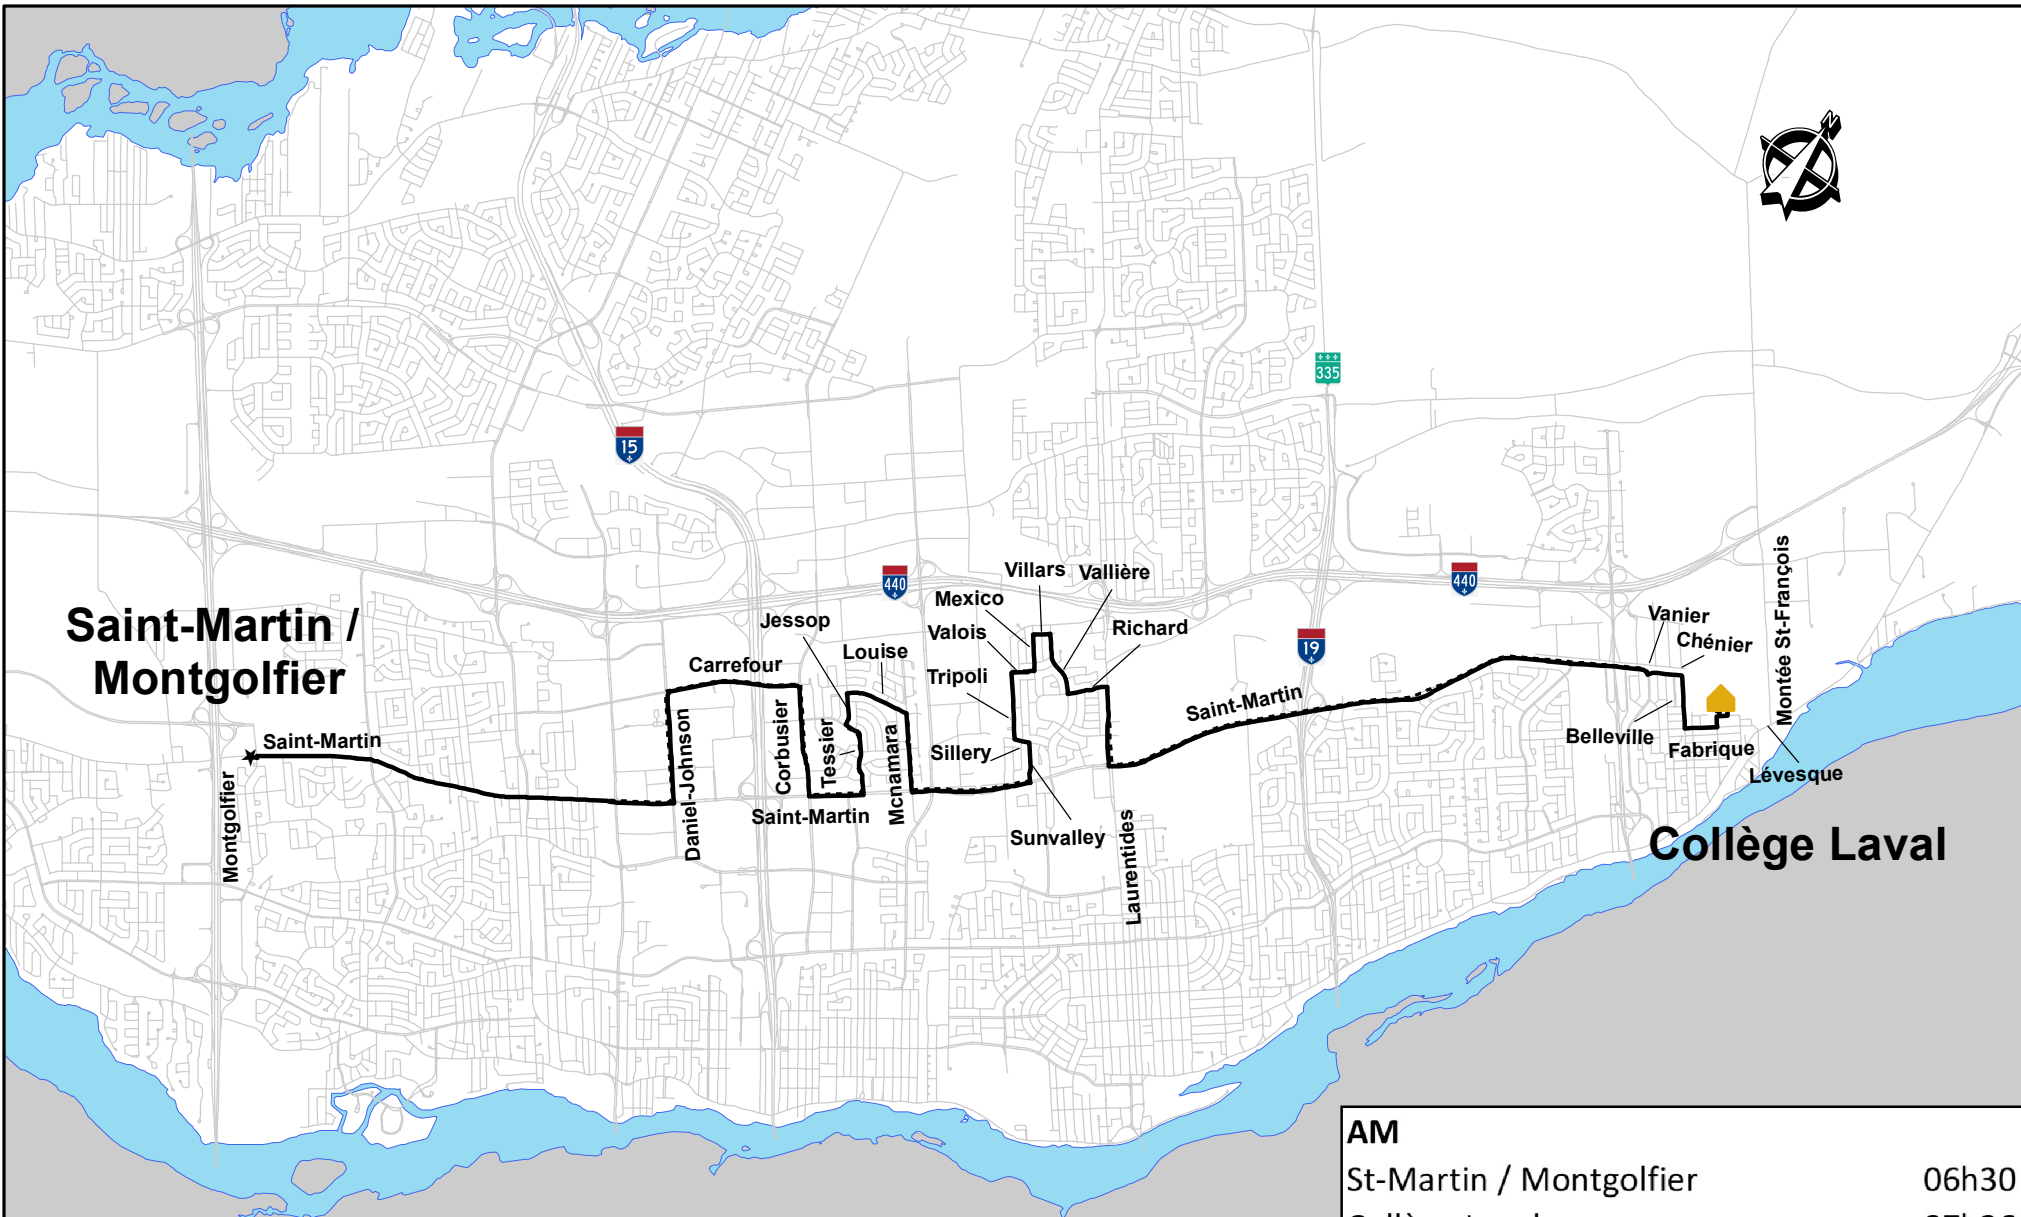 N
335
15
440
440
19
Villars
Vallière
Mexico
Valois
Richard
Jessop
Louise
Tripoli
Carrefour
Vanier
Chénier
Montée St-François
Saint-Martin /
Montgolfier
Saint-Martin
Saint-Martin
Montgolfier
Daniel-Johnson
Corbusier
Tessier
Mcnamara
Sillery
Saint-Martin
Sunvalley
Laurentides
Belleville
Fabrique
Lévesque
Collège Laval
AM
St-Martin / Montgolfier 06h30